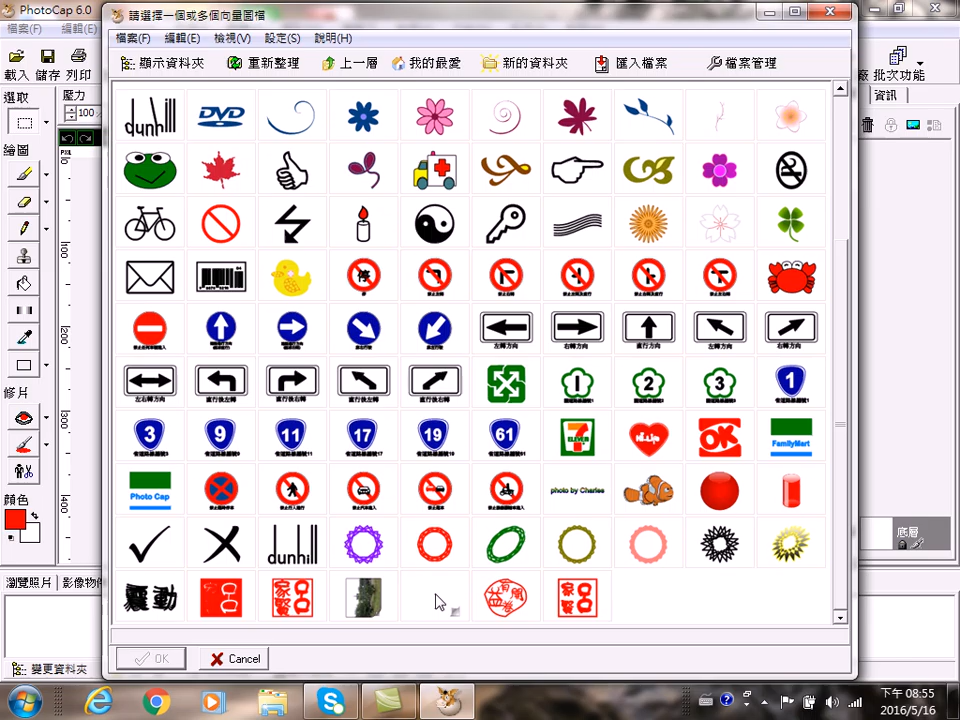 PhotoCap 6.0
請選擇一個或多個向量圖檔
檔案(F)
檔案(F) 編輯(E) 檢視(V) 設定(S) 說明(H)
載入 儲存 列印
顯示資料夾 重新整理 上一層 我的最愛 新的資料夾 匯入檔案 檔案管理
批次功能
選取
壓力
100
資訊
繪圖
修片
顏色
dunhill
DVD
1 2 3 1
3 9 11 17 19 61
7 ELEVEN
Hi-Life
OK
FamilyMart
Photo Cap
photo by Charles
dunhill
震動
左轉方向 右轉方向 直行方向 左轉方向 右轉方向
左右轉方向 直行後左轉 直行後右轉 直行後左轉 直行後右轉
底層
瀏覽照片 影像物件
變更資料夾
OK
Cancel
下午 08:55
2016/5/16